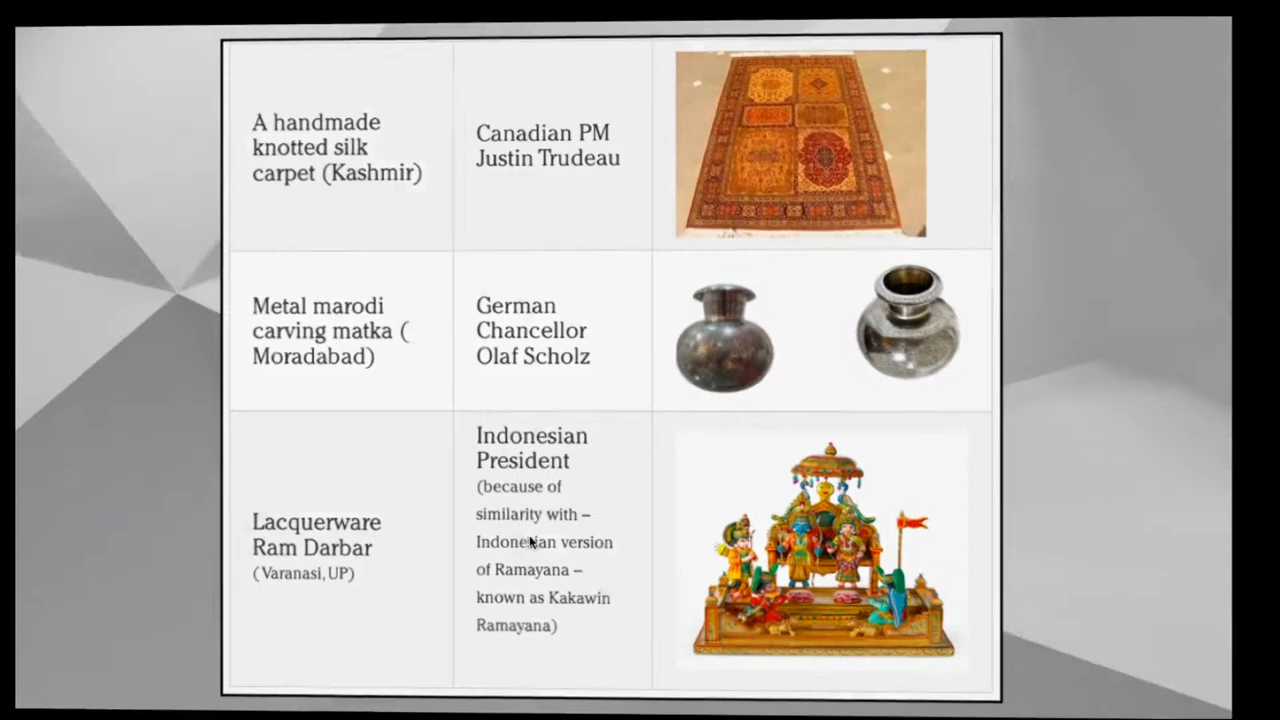 A handmade
knotted silk
carpet (Kashmir)
Canadian PM
Justin Trudeau
Metal marodi
carving matka (
Moradabad)
German
Chancellor
Olaf Scholz
Lacquerware
Ram Darbar
(Varanasi, UP)
Indonesian
President
(because of
similarity with –
Indonesian version
of Ramayana –
known as Kakawin
Ramayana)